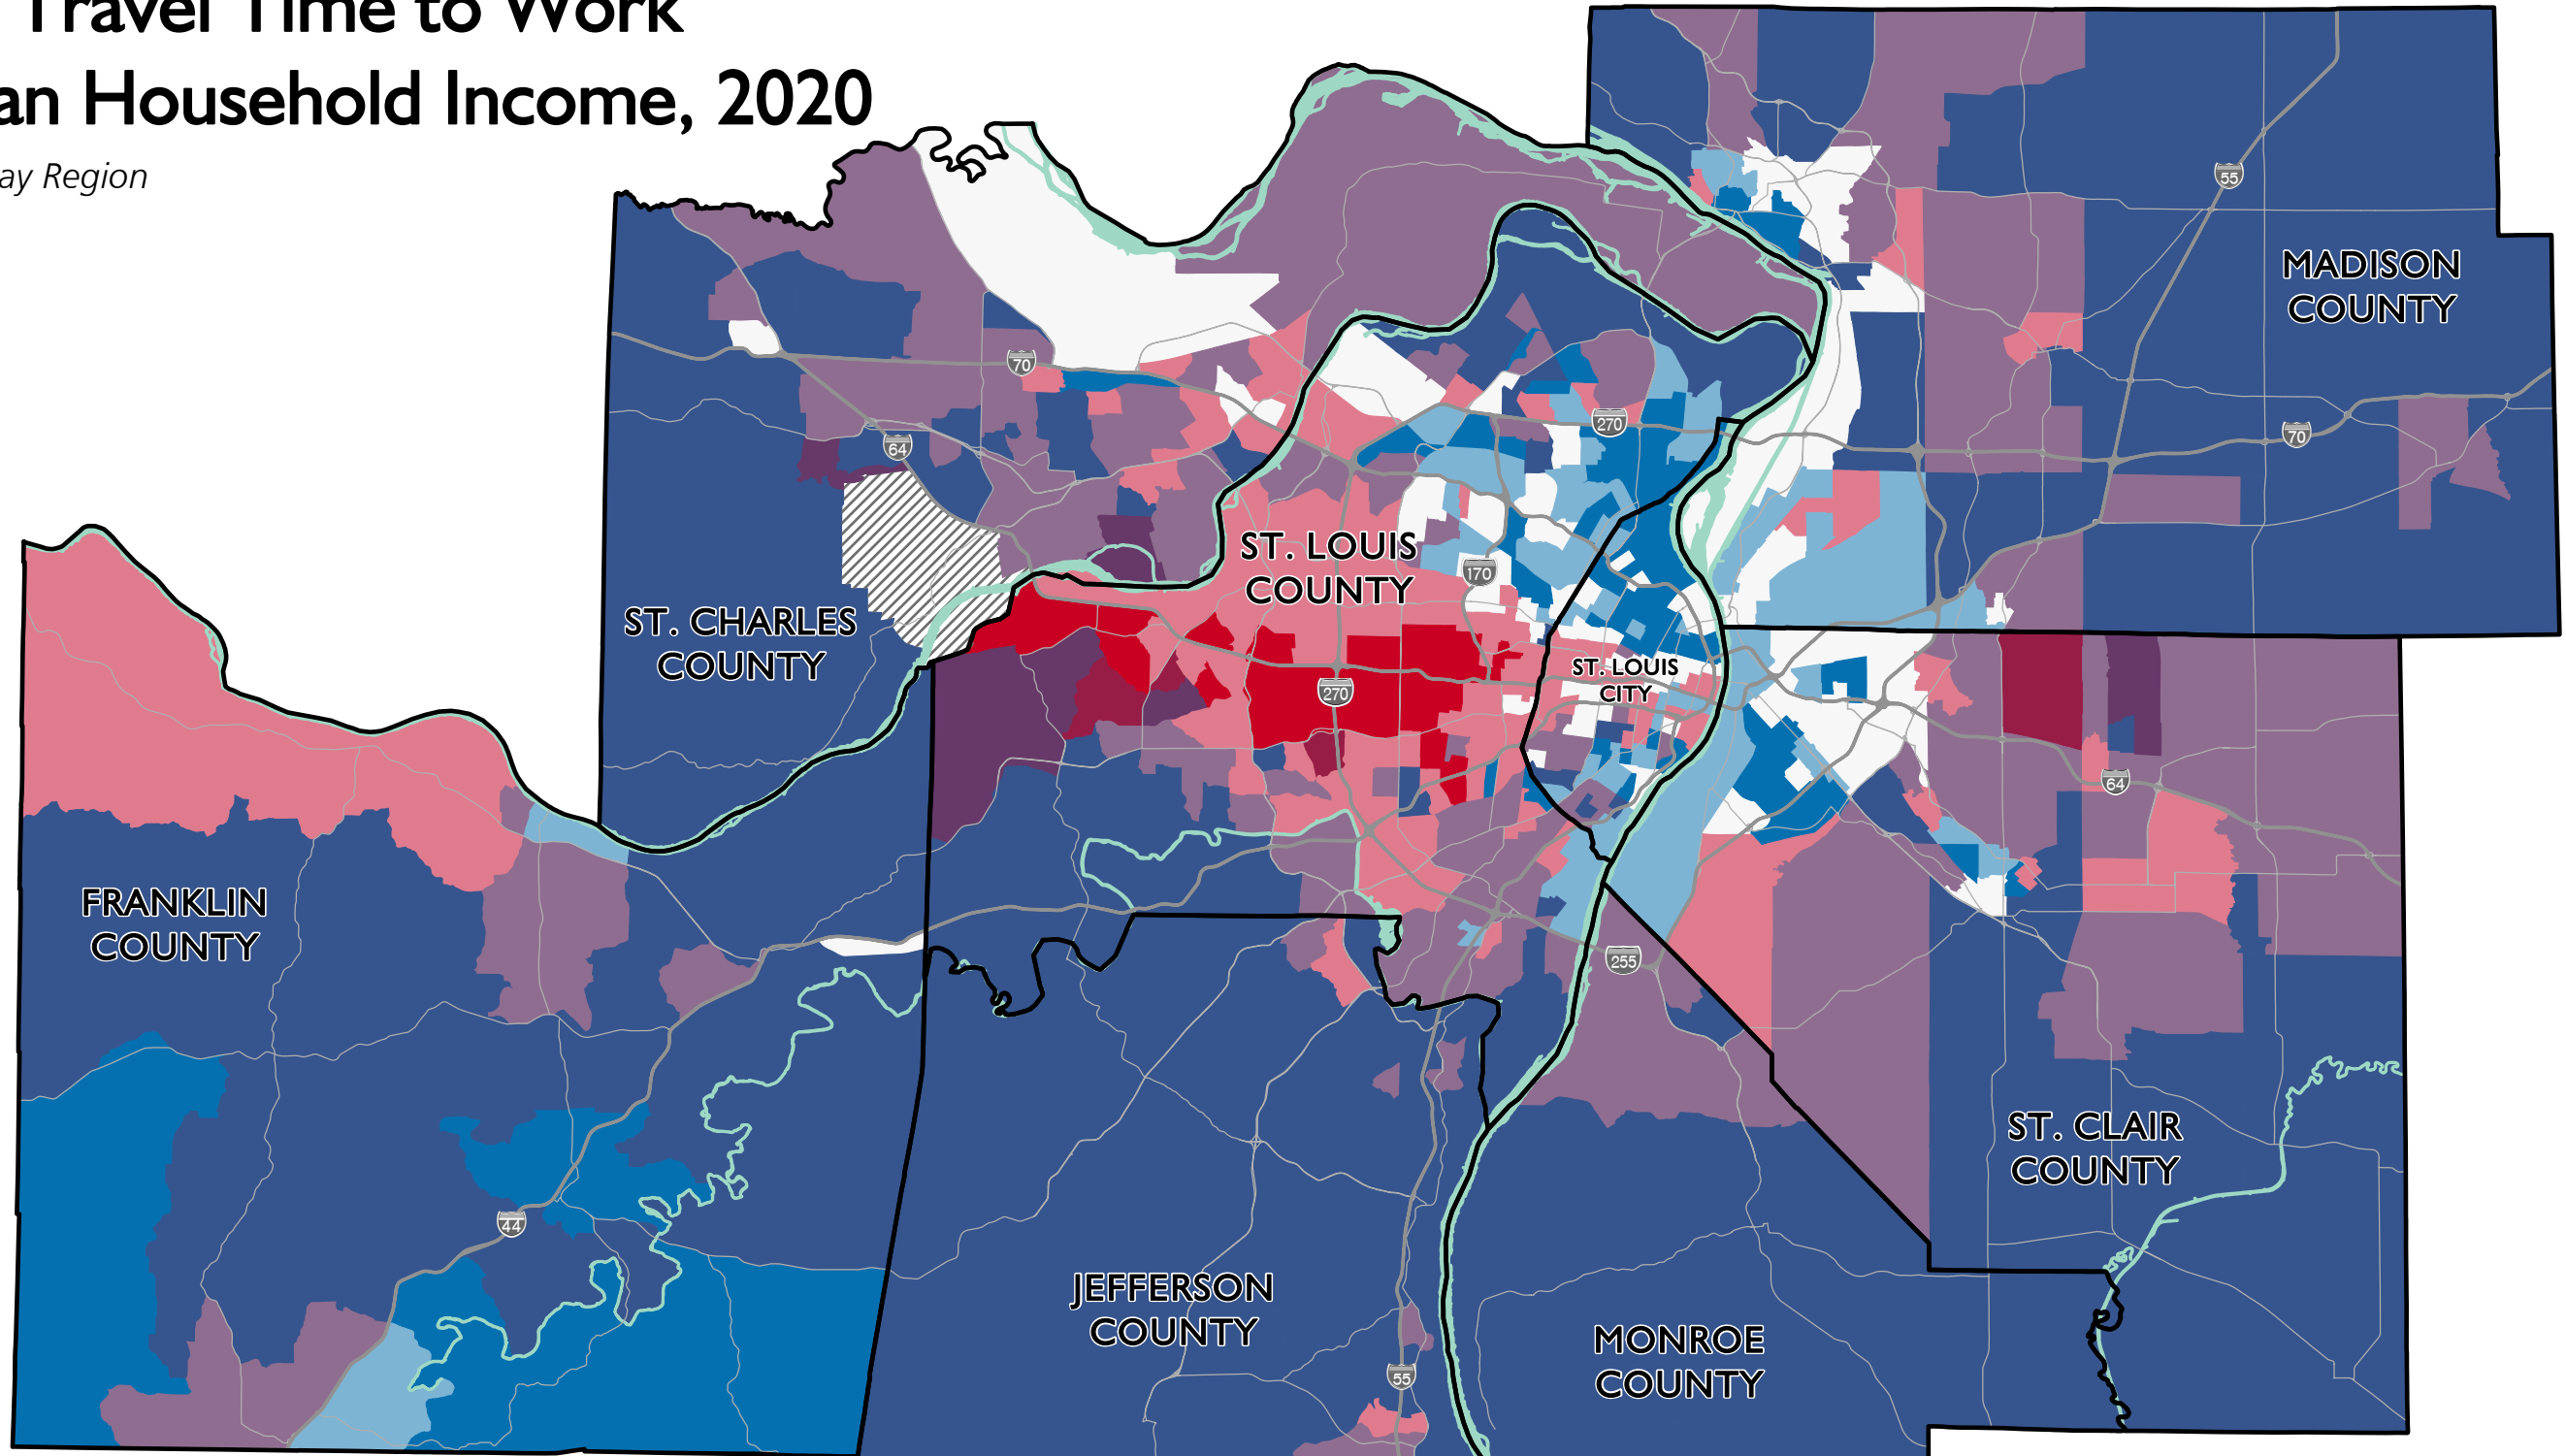 Travel Time to Work
an Household Income, 2020
ay Region
55
MADISON
COUNTY
70
270
64
70
ST. LOUIS
COUNTY
170
ST. CHARLES
COUNTY
ST. LOUIS
CITY
270
64
FRANKLIN
COUNTY
255
ST. CLAIR
COUNTY
44
JEFFERSON
COUNTY
MONROE
COUNTY
55